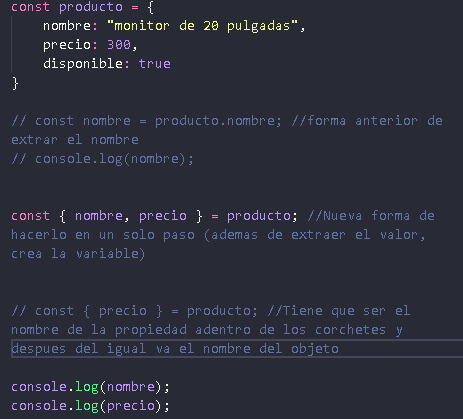 const producto = {
    nombre: "monitor de 20 pulgadas",
    precio: 300,
    disponible: true
}
// const nombre = producto.nombre; //forma anterior de
extrar el nombre
// console.log(nombre);
const { nombre, precio } = producto; //Nueva forma de
hacerlo en un solo paso (ademas de extraer el valor,
crea la variable)
// const { precio } = producto; //Tiene que ser el
nombre de la propiedad adentro de los corchetes y
despues del igual va el nombre del objeto
console.log(nombre);
console.log(precio);